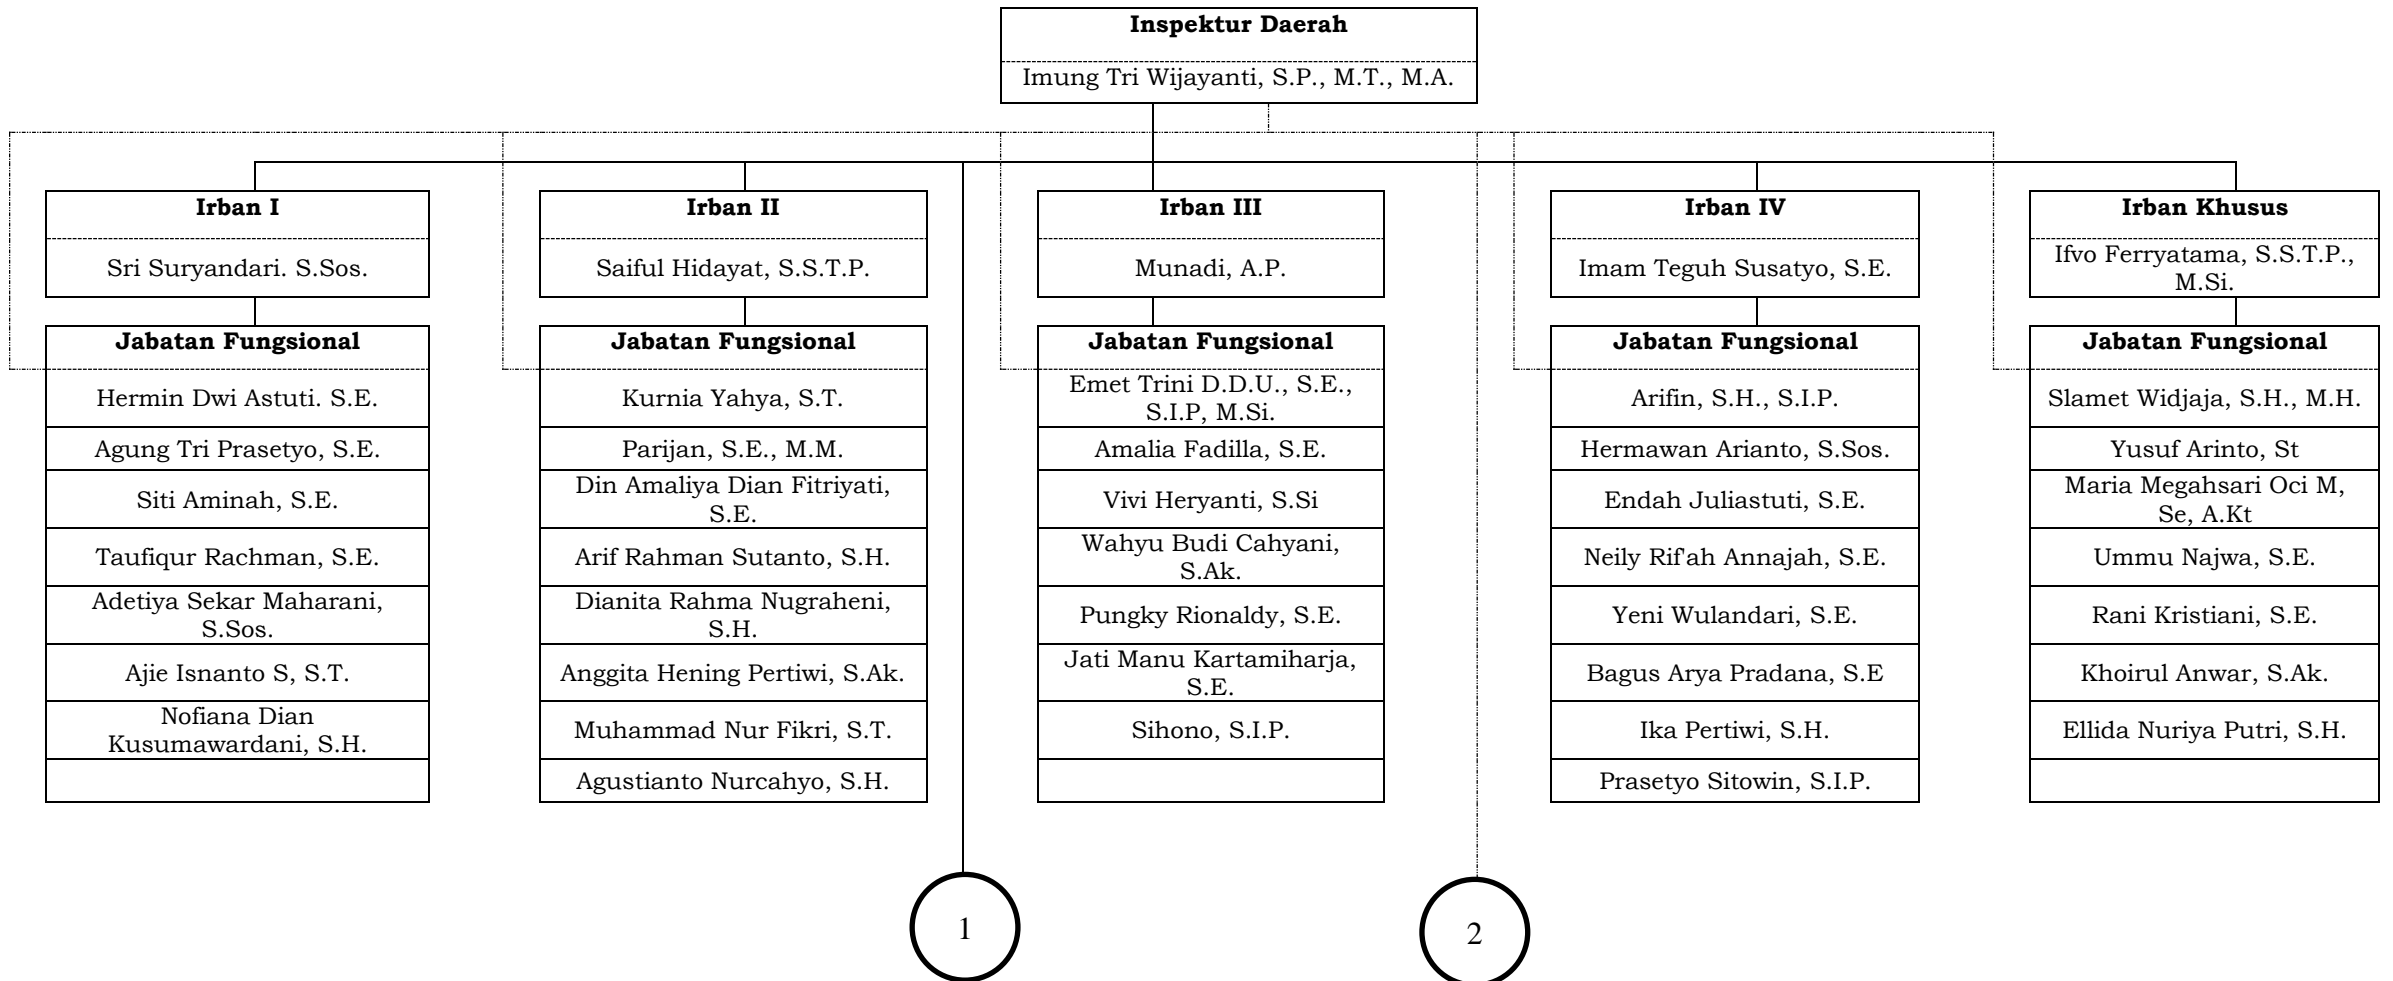 Inspektur Daerah
Imung Tri Wijayanti, S.P., M.T., M.A.
Irban I
Sri Suryandari. S.Sos.
Jabatan Fungsional
Hermin Dwi Astuti. S.E.
Agung Tri Prasetyo, S.E.
Siti Aminah, S.E.
Taufiqur Rachman, S.E.
Adetiya Sekar Maharani,
S.Sos.
Ajie Isnanto S, S.T.
Nofiana Dian
Kusumawardani, S.H.
Irban II
Saiful Hidayat, S.S.T.P.
Jabatan Fungsional
Kurnia Yahya, S.T.
Parijan, S.E., M.M.
Din Amaliya Dian Fitriyati,
S.E.
Arif Rahman Sutanto, S.H.
Dianita Rahma Nugraheni,
S.H.
Anggita Hening Pertiwi, S.Ak.
Muhammad Nur Fikri, S.T.
Agustianto Nurcahyo, S.H.
Irban III
Munadi, A.P.
Jabatan Fungsional
Emet Trini D.D.U., S.E.,
S.I.P, M.Si.
Amalia Fadilla, S.E.
Vivi Heryanti, S.Si
Wahyu Budi Cahyani,
S.Ak.
Pungky Rionaldy, S.E.
Jati Manu Kartamiharja,
S.E.
Sihono, S.I.P.
Irban IV
Imam Teguh Susatyo, S.E.
Jabatan Fungsional
Arifin, S.H., S.I.P.
Hermawan Arianto, S.Sos.
Endah Juliastuti, S.E.
Neily Rif'ah Annajah, S.E.
Yeni Wulandari, S.E.
Bagus Arya Pradana, S.E
Ika Pertiwi, S.H.
Prasetyo Sitowin, S.I.P.
Irban Khusus
Ifvo Ferryatama, S.S.T.P.,
M.Si.
Jabatan Fungsional
Slamet Widjaja, S.H., M.H.
Yusuf Arinto, St
Maria Megahsari Oci M,
Se, A.Kt
Ummu Najwa, S.E.
Rani Kristiani, S.E.
Khoirul Anwar, S.Ak.
Ellida Nuriya Putri, S.H.
1
2